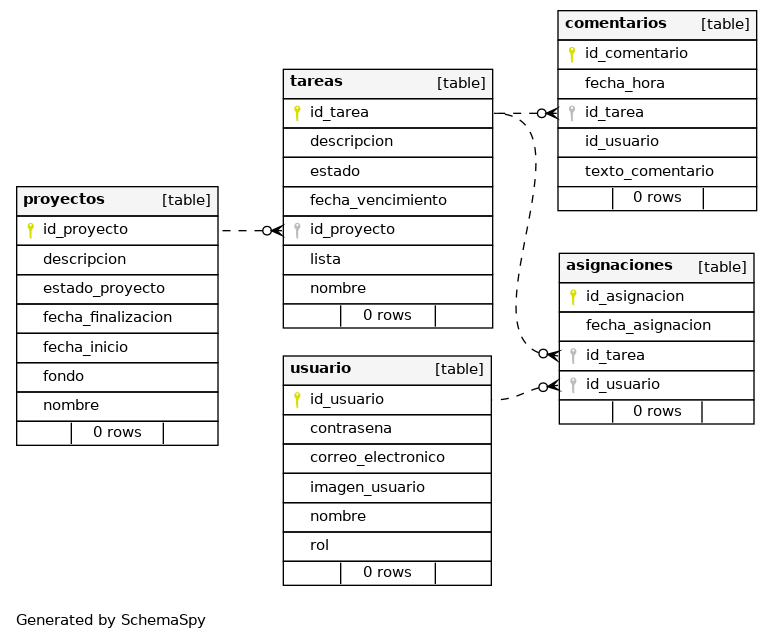 proyectos [table]
id_proyecto
descripcion
estado_proyecto
fecha_finalizacion
fecha_inicio
fondo
nombre
0 rows
tareas [table]
id_tarea
descripcion
estado
fecha_vencimiento
id_proyecto
lista
nombre
0 rows
usuario [table]
id_usuario
contrasena
correo_electronico
imagen_usuario
nombre
rol
0 rows
comentarios [table]
id_comentario
fecha_hora
id_tarea
id_usuario
texto_comentario
0 rows
asignaciones [table]
id_asignacion
fecha_asignacion
id_tarea
id_usuario
0 rows
Generated by SchemaSpy